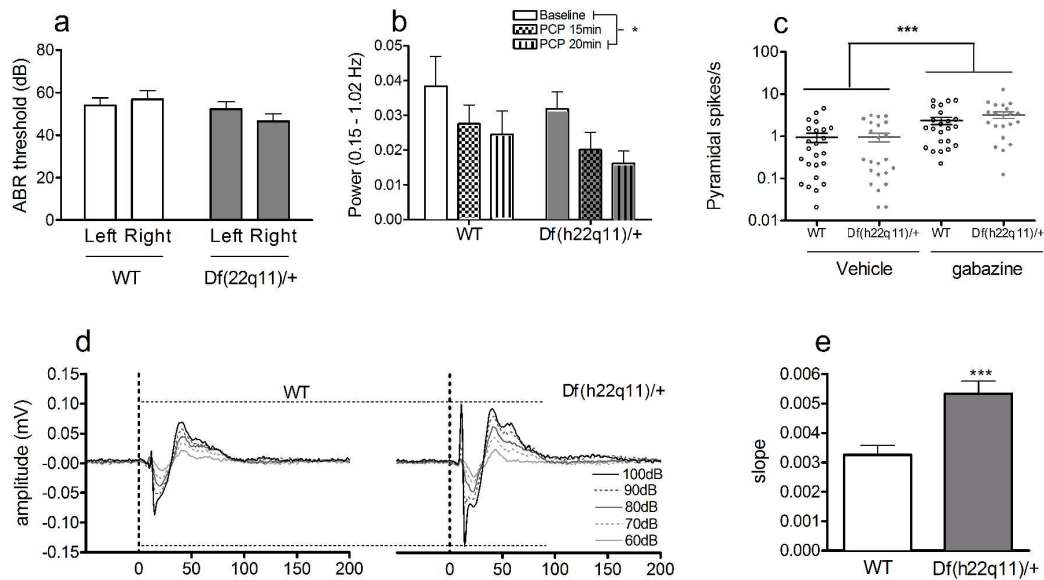 a
ABR threshold (dB)
80
60
40
20
0
Left Right
Left Right
WT
Df(22q11)/+
b
Baseline
PCP 15min
PCP 20min
*
Power (0.15 - 1.02 Hz)
0.05
0.04
0.03
0.02
0.01
0.00
WT
Df(h22q11)/+
c
***
Pyramidal spikes/s
100
10
1
0.1
0.01
WT
Df(h22q11)/+
WT
Df(h22q11)/+
Vehicle
gabazine
d
amplitude (mV)
0.15
0.10
0.05
-0.00
-0.05
-0.10
-0.15
WT
Df(h22q11)/+
100dB
90dB
80dB
70dB
60dB
0
50
100
150
200
0
50
100
150
200
e
slope
0.006
0.005
0.004
0.003
0.002
0.001
0.000
***
WT
Df(h22q11)/+